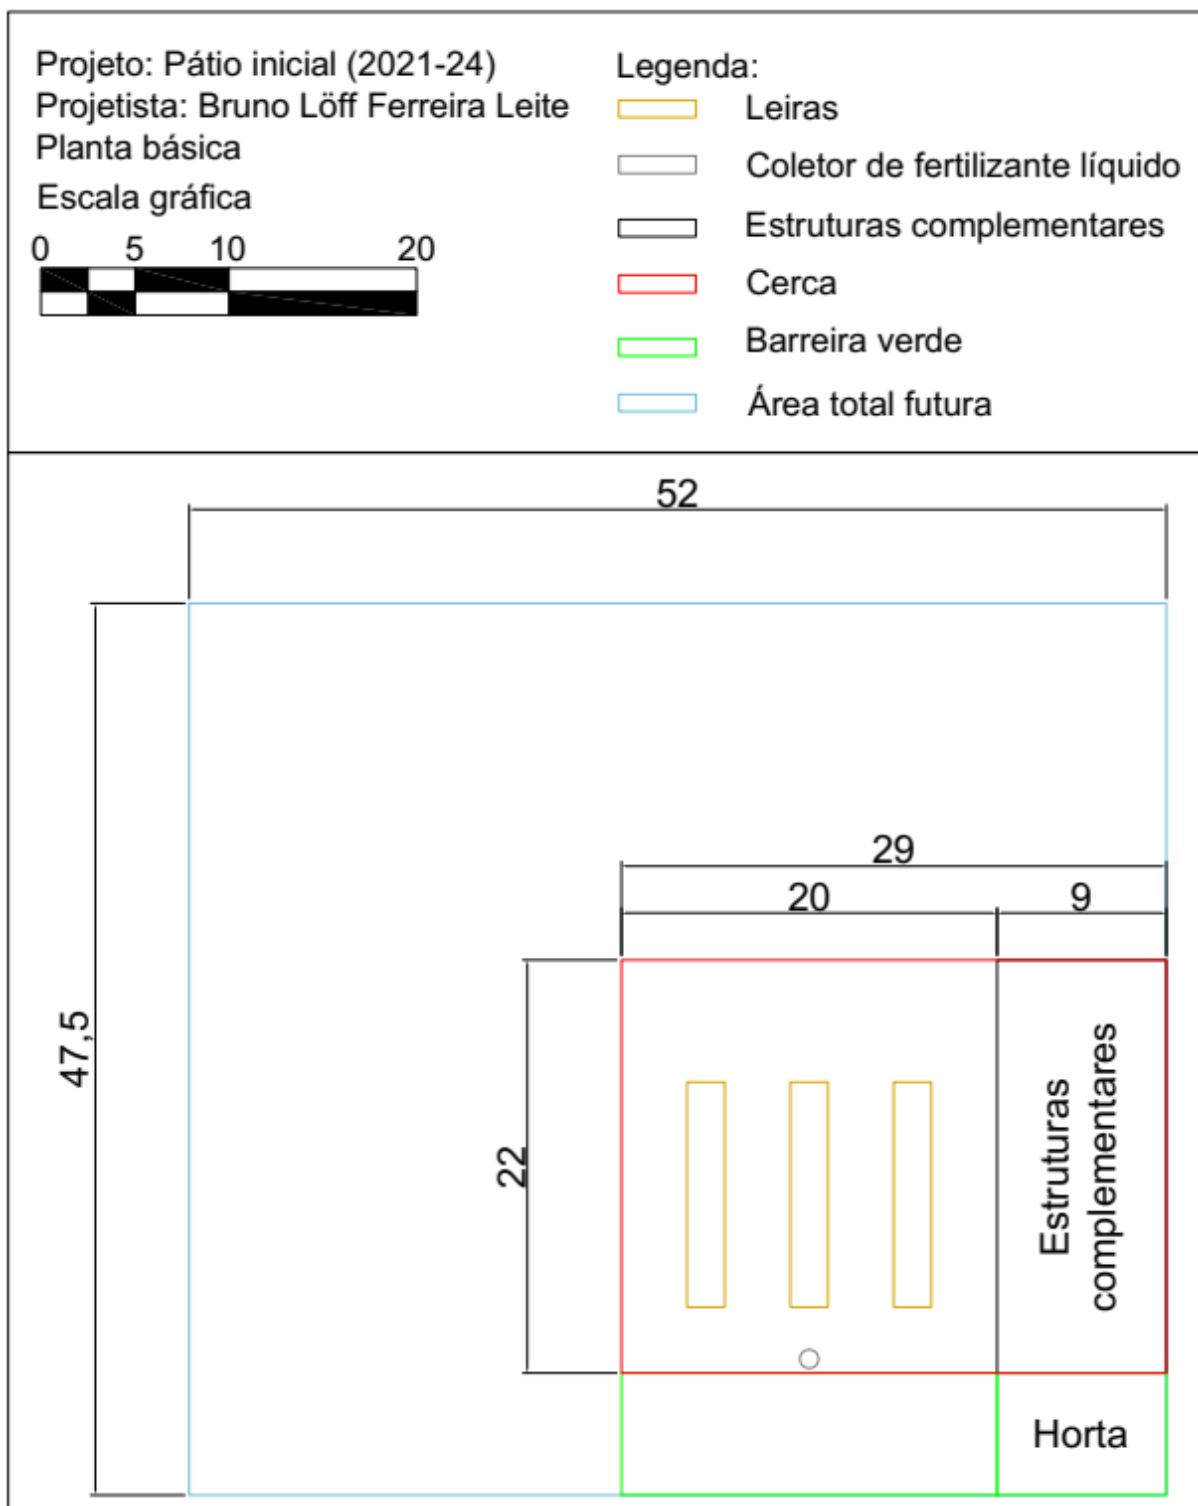 Projeto: Pátio inicial (2021-24)
Projetista: Bruno Löff Ferreira Leite
Planta básica
Escala gráfica
0 5 10 20
Legenda:
Leiras
Coletor de fertilizante líquido
Estruturas complementares
Cerca
Barreira verde
Área total futura
52
29
20 9
47,5
22
Estruturas
complementares
Horta